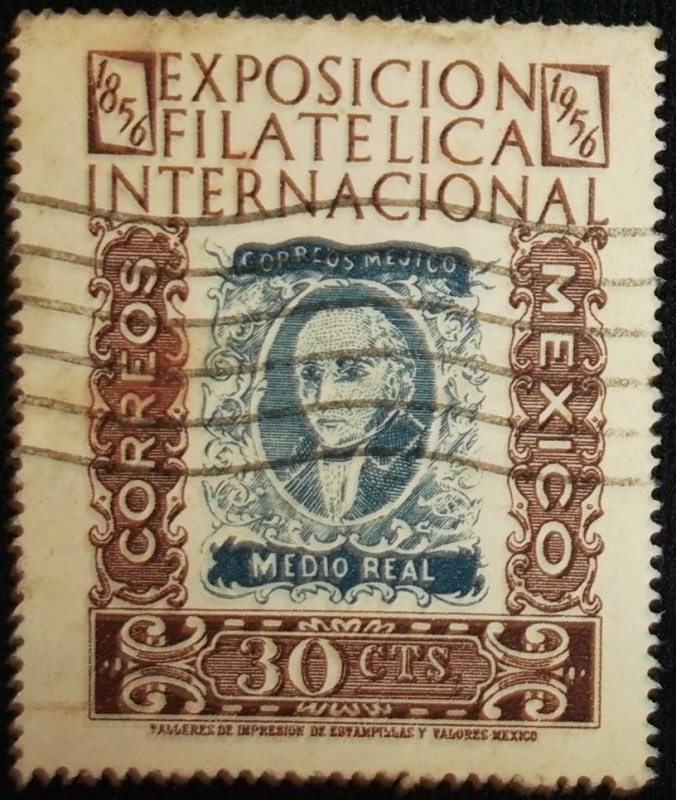 1856
EXPOSICION
1956
FILATELICA
INTERNACIONAL
CORREOS
CORREOS MEJICO
MEXICO
MEDIO REAL
30 CTS.
TALLERES DE IMPRESION DE ESTAMPILLAS Y VALORES-MEXICO